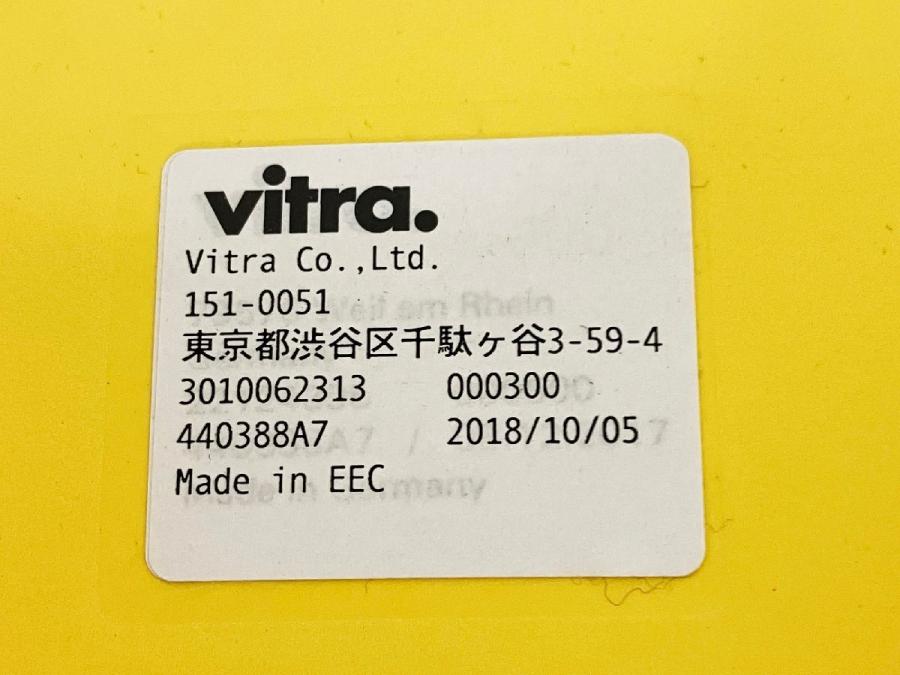 vitra.
Vitra Co.,Ltd.
151-0051
東京都渋谷区千駄ヶ谷3-59-4
3010062313 000300
440388A7 2018/10/05
Made in EEC